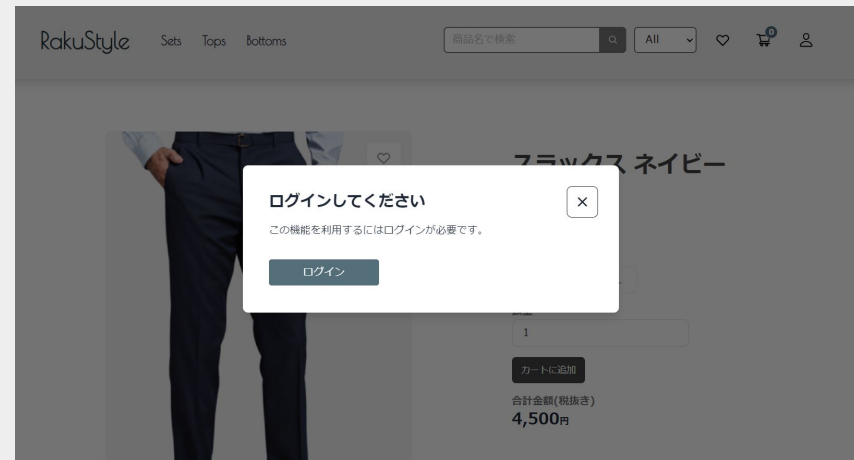 RakuStyle
Sets Tops Bottoms
商品名で検索
All
0
スラックス ネイビー
ログインしてください
この機能を利用するにはログインが必要です。
ログイン
1
カートに追加
合計金額(税抜き)
4,500円